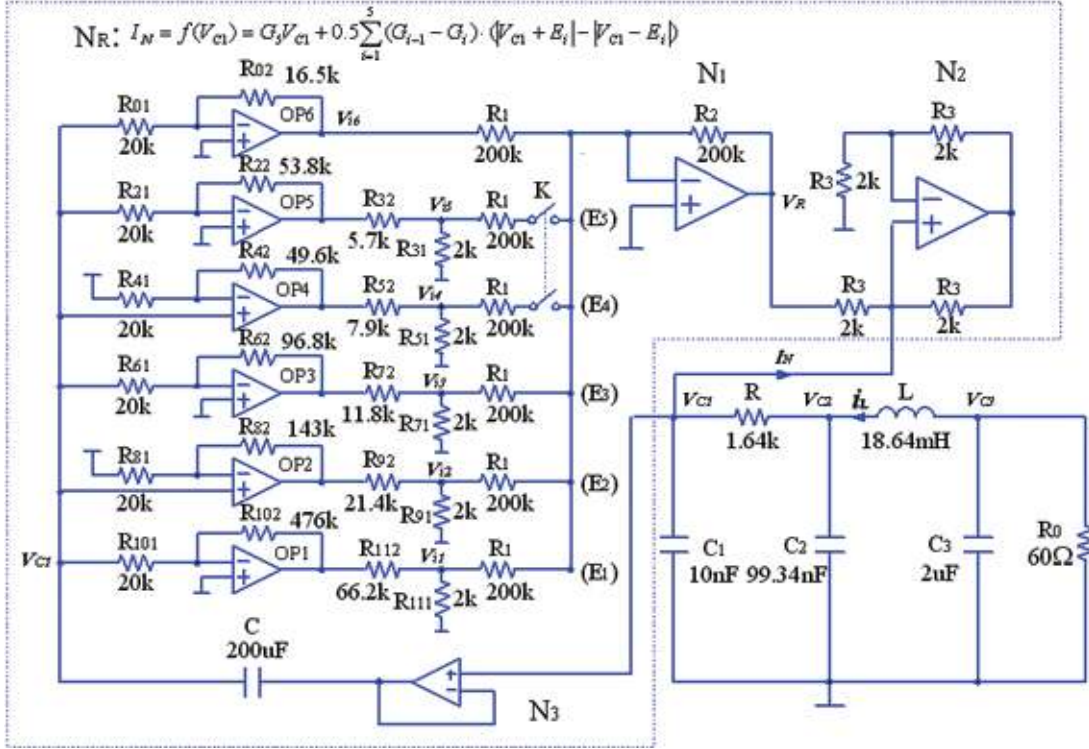 NR: IN = f(VC1) = G5VC1 + 0.5 5∑i=1 (Gi−1 − Gi) · (|VC1 + Ei| − |VC1 − Ei|)
N1
N2
R01
20k
R02
16.5k
OP6
Vi6
R1
200k
R2
200k
R3
2k
R3
2k
R21
20k
R22
53.8k
OP5
R32
5.7k
Vi5
R31
2k
R1
200k
K
(E5)
VR
R41
20k
R42
49.6k
OP4
R52
7.9k
Vi4
R51
2k
R1
200k
(E4)
R3
2k
R3
2k
R61
20k
R62
96.8k
OP3
R72
11.8k
Vi3
R71
2k
R1
200k
(E3)
IN
VC1
R
1.64k
VC2
iL
L
18.64mH
VC3
R81
20k
R82
143k
OP2
R92
21.4k
Vi2
R91
2k
R1
200k
(E2)
VC1
R101
20k
R102
476k
OP1
R112
66.2k
Vi1
R111
2k
R1
200k
(E1)
C1
10nF
C2
99.34nF
C3
2uF
R0
60Ω
C
200uF
N3